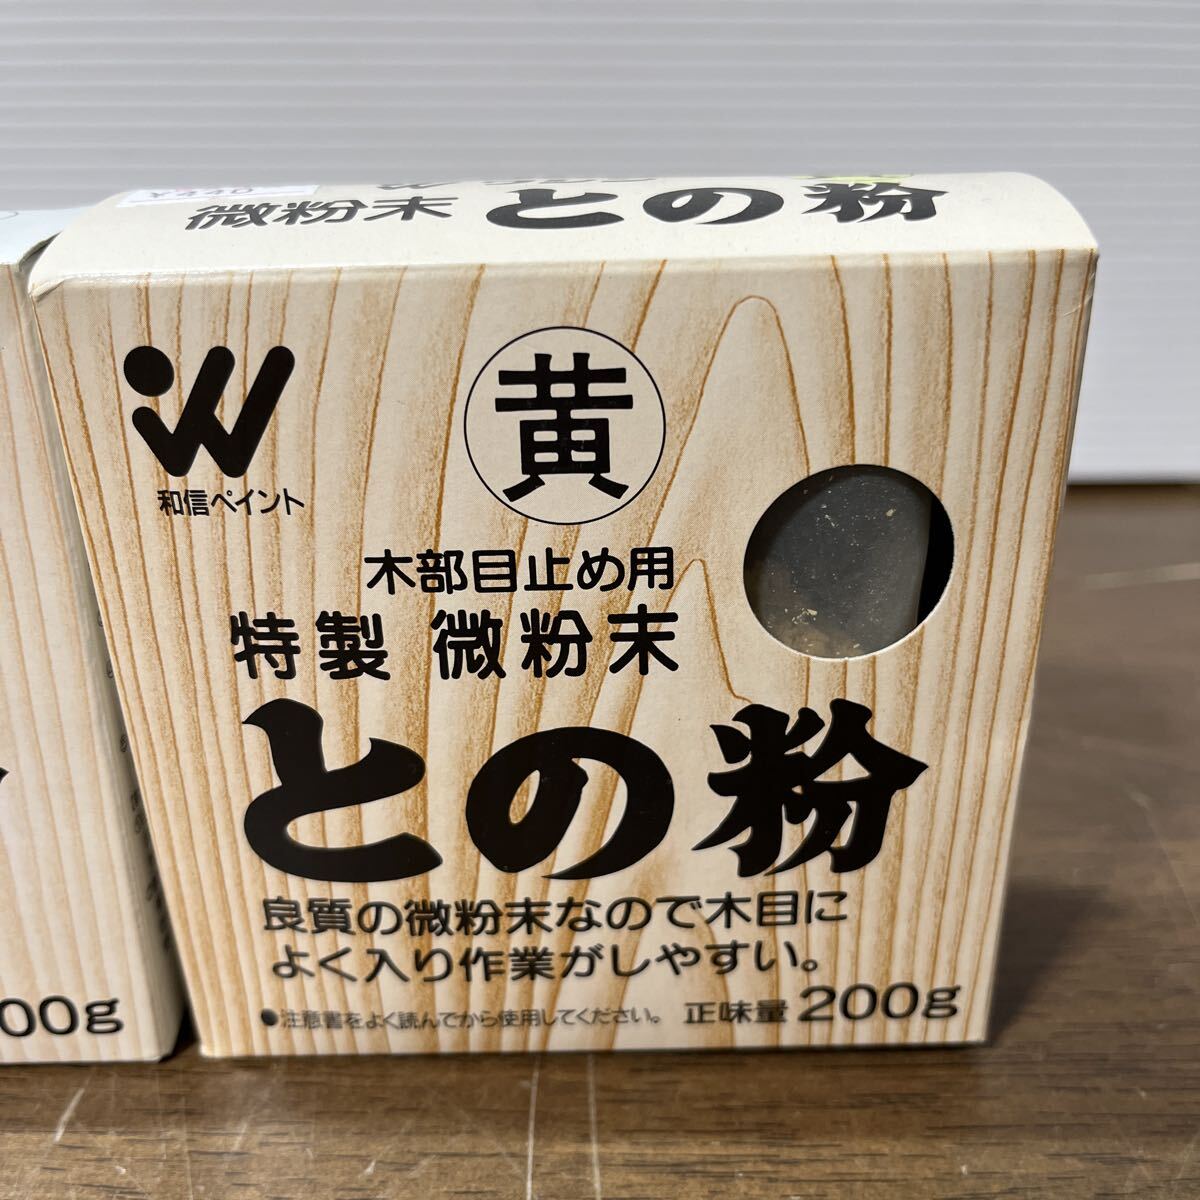 微粉末 との粉
和信ペイント
黄
木部目止め用
特製 微粉末
との粉
良質の微粉末なので木目に
よく入り作業がしやすい。
●注意書をよく読んでから使用してください。 正味量 200g
00g